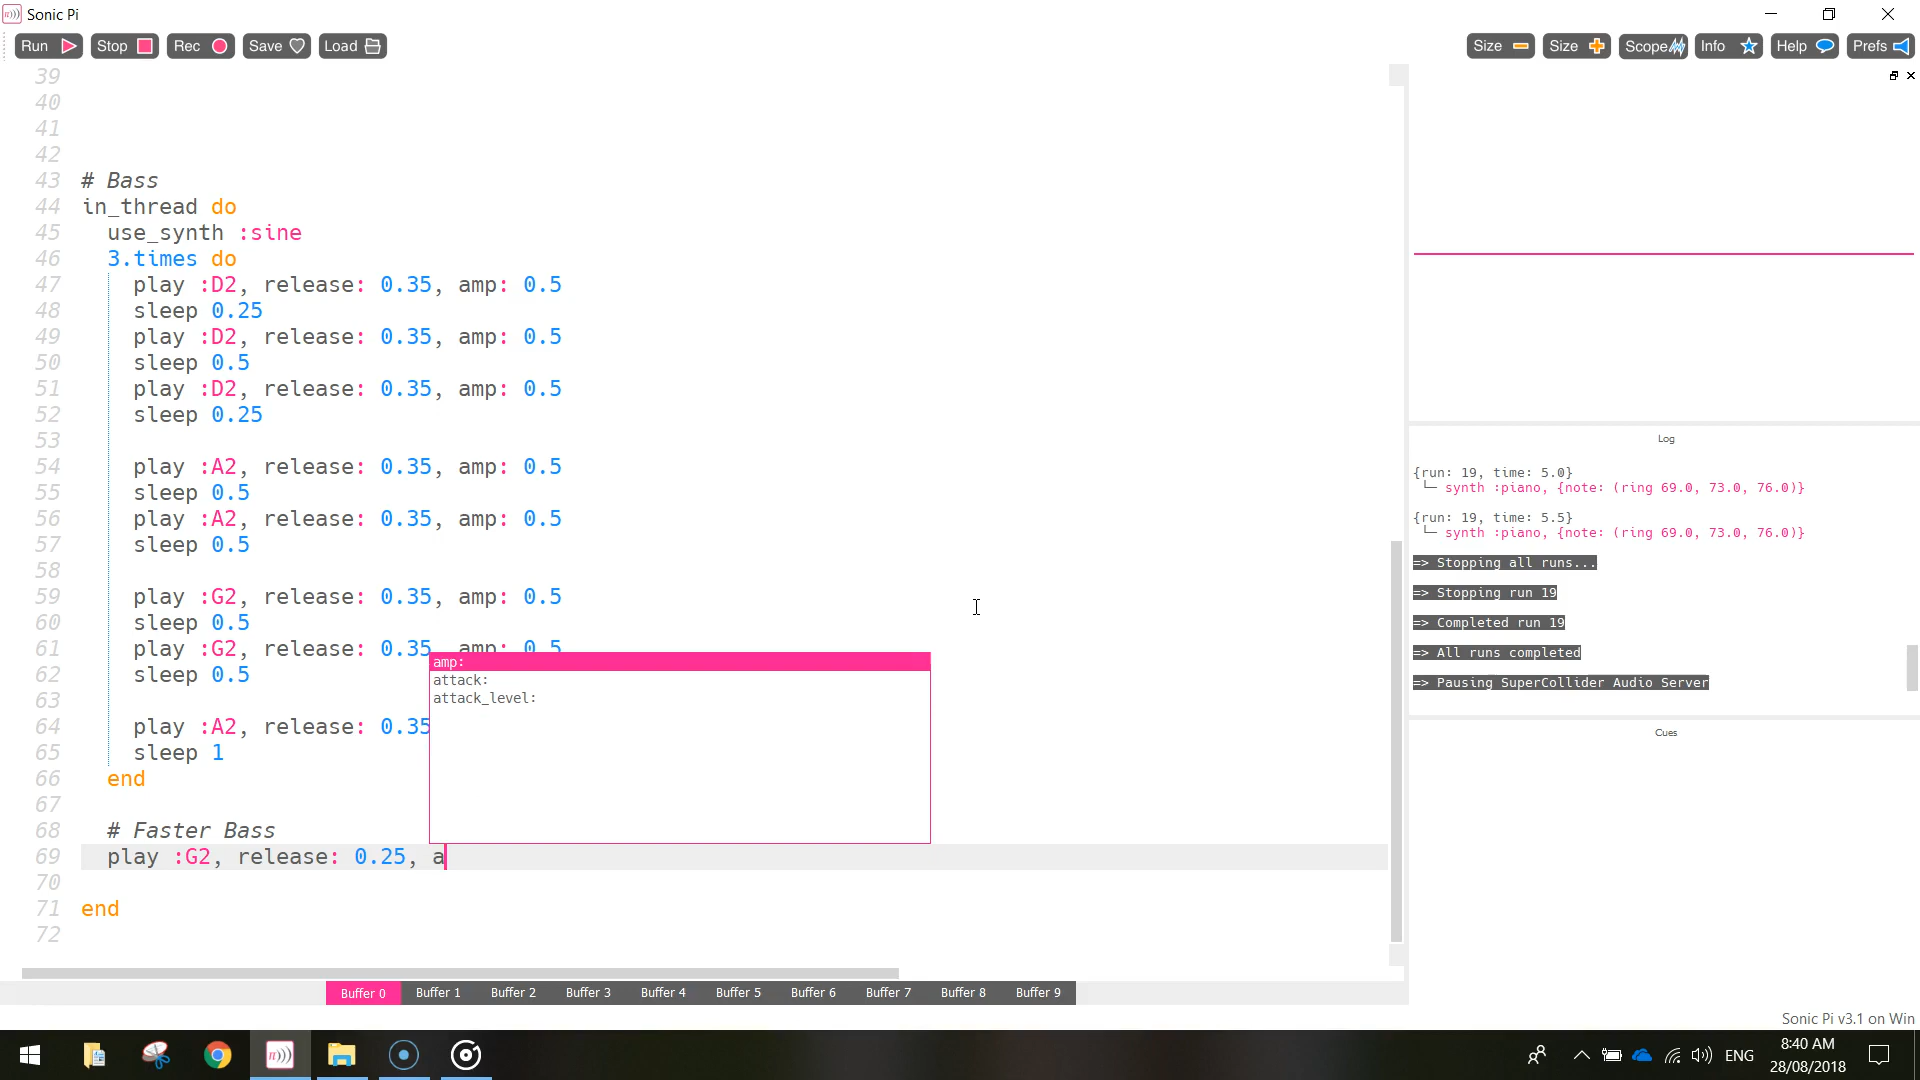 Sonic Pi
Run Stop Rec Save Load Size Size Scope Info Help Prefs
39
40
41
42
43 # Bass
44 in_thread do
45 use_synth :sine
46 3.times do
47 play :D2, release: 0.35, amp: 0.5
48 sleep 0.25
49 play :D2, release: 0.35, amp: 0.5
50 sleep 0.5
51 play :D2, release: 0.35, amp: 0.5
52 sleep 0.25
53
54 play :A2, release: 0.35, amp: 0.5
55 sleep 0.5
56 play :A2, release: 0.35, amp: 0.5
57 sleep 0.5
58
59 play :G2, release: 0.35, amp: 0.5
60 sleep 0.5
61 play :G2, release: 0.35, amp: 0.5
62 sleep 0.5
63
64 play :A2, release: 0.35
65 sleep 1
66 end
67
68 # Faster Bass
69 play :G2, release: 0.25, a
70
71 end
72
amp:
attack:
attack_level:
Log
{run: 19, time: 5.0}
└─ synth :piano, {note: (ring 69.0, 73.0, 76.0)}
{run: 19, time: 5.5}
└─ synth :piano, {note: (ring 69.0, 73.0, 76.0)}
=> Stopping all runs...
=> Stopping run 19
=> Completed run 19
=> All runs completed
=> Pausing SuperCollider Audio Server
Cues
Buffer 0 Buffer 1 Buffer 2 Buffer 3 Buffer 4 Buffer 5 Buffer 6 Buffer 7 Buffer 8 Buffer 9
Sonic Pi v3.1 on Win
ENG
8:40 AM
28/08/2018